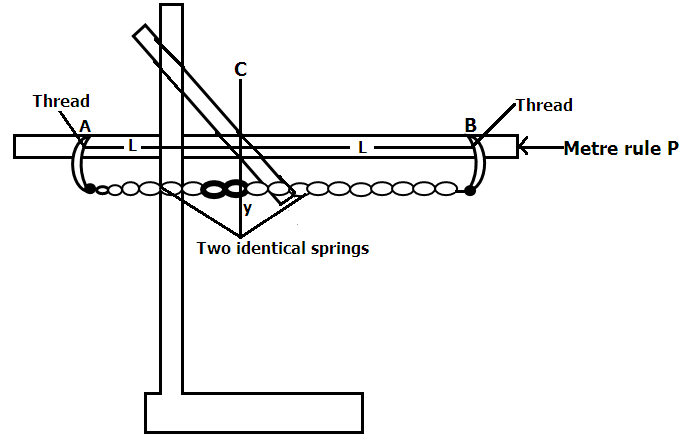 C
Thread
A
B
Thread
L
L
Metre rule P
y
Two identical springs